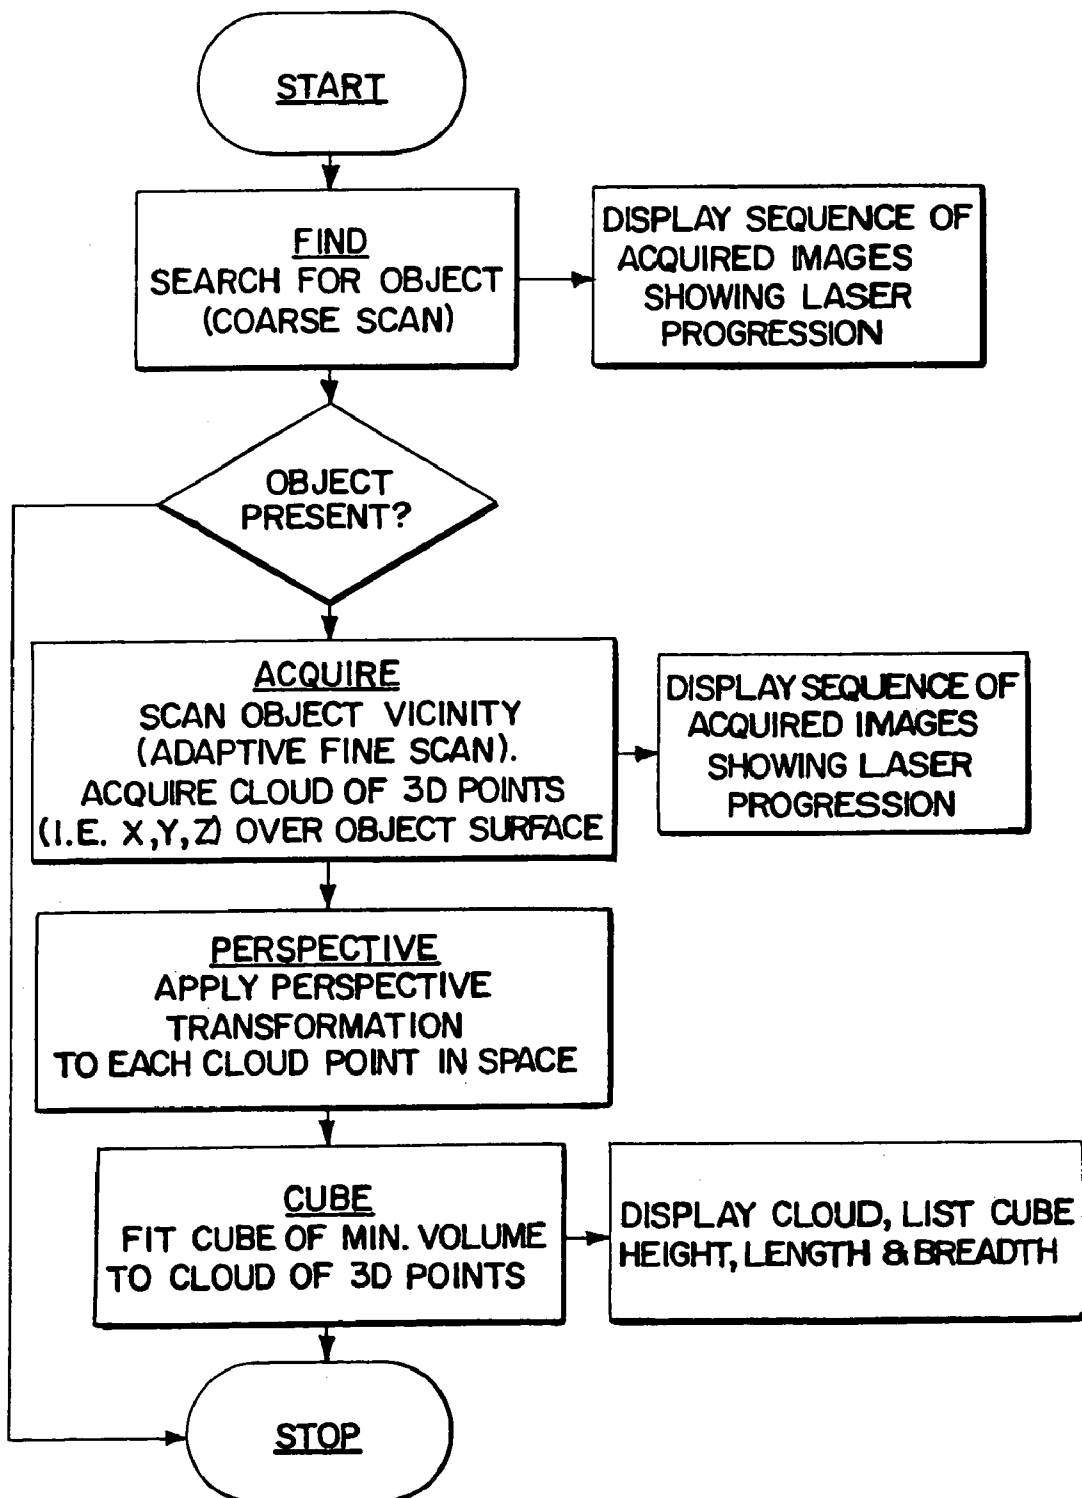 START
FIND
SEARCH FOR OBJECT
(COARSE SCAN)
DISPLAY SEQUENCE OF
ACQUIRED IMAGES
SHOWING LASER
PROGRESSION
OBJECT
PRESENT?
ACQUIRE
SCAN OBJECT VICINITY
(ADAPTIVE FINE SCAN).
ACQUIRE CLOUD OF 3D POINTS
(I.E. X,Y,Z) OVER OBJECT SURFACE
DISPLAY SEQUENCE OF
ACQUIRED IMAGES
SHOWING LASER
PROGRESSION
PERSPECTIVE
APPLY PERSPECTIVE
TRANSFORMATION
TO EACH CLOUD POINT IN SPACE
CUBE
FIT CUBE OF MIN. VOLUME
TO CLOUD OF 3D POINTS
DISPLAY CLOUD, LIST CUBE
HEIGHT, LENGTH & BREADTH
STOP